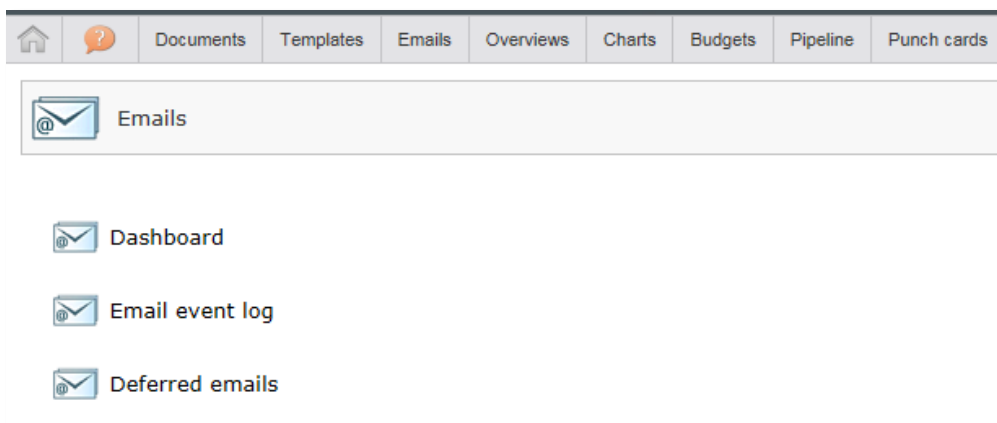 ? Documents Templates Emails Overviews Charts Budgets Pipeline Punch cards
@ Emails
@ Dashboard
@ Email event log
@ Deferred emails